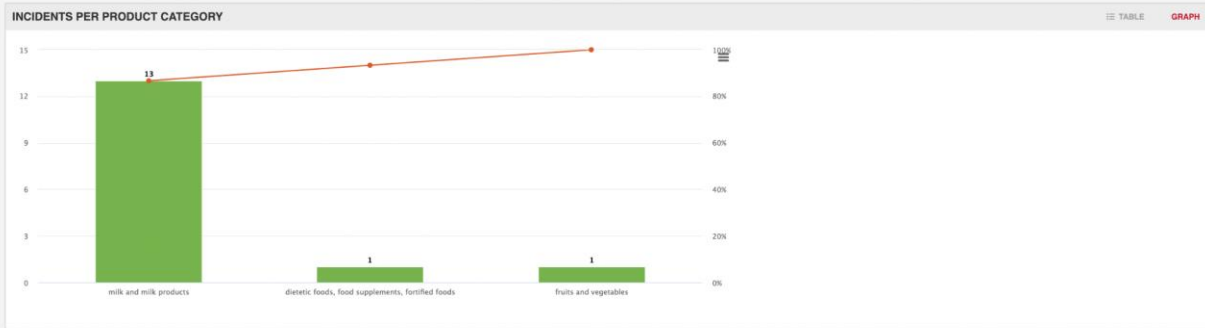 INCIDENTS PER PRODUCT CATEGORY
TABLE GRAPH
15 100%
13
12 80%
9 60%
6 40%
3 20%
1 1
0 0%
milk and milk products dietetic foods, food supplements, fortified foods fruits and vegetables